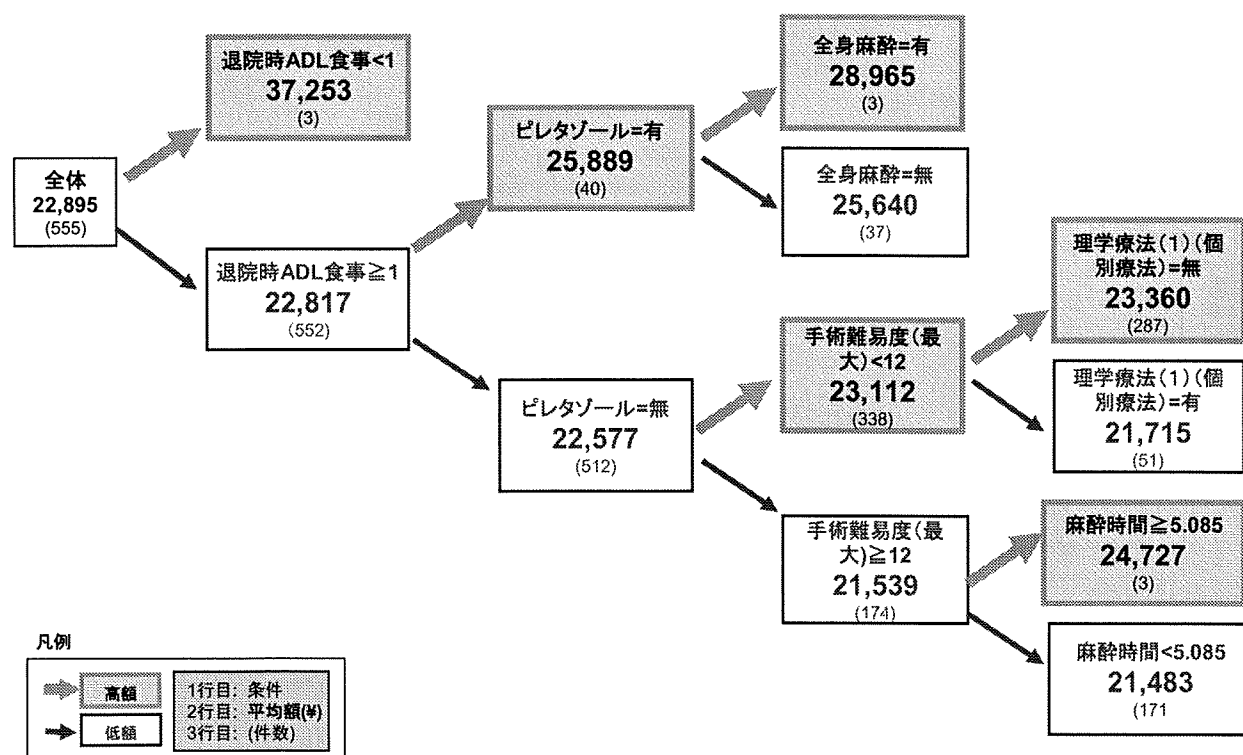 全体
22,895
(555)
退院時ADL食事<1
37,253
(3)
退院時ADL食事≧1
22,817
(552)
ピレタゾール=有
25,889
(40)
ピレタゾール=無
22,577
(512)
全身麻酔=有
28,965
(3)
全身麻酔=無
25,640
(37)
手術難易度(最
大)<12
23,112
(338)
手術難易度(最
大)≧12
21,539
(174)
理学療法(1)(個
別療法)=無
23,360
(287)
理学療法(1)(個
別療法)=有
21,715
(51)
麻酔時間≧5.085
24,727
(3)
麻酔時間<5.085
21,483
(171
凡例
高額
低額
1行目: 条件
2行目: 平均額(¥)
3行目: (件数)